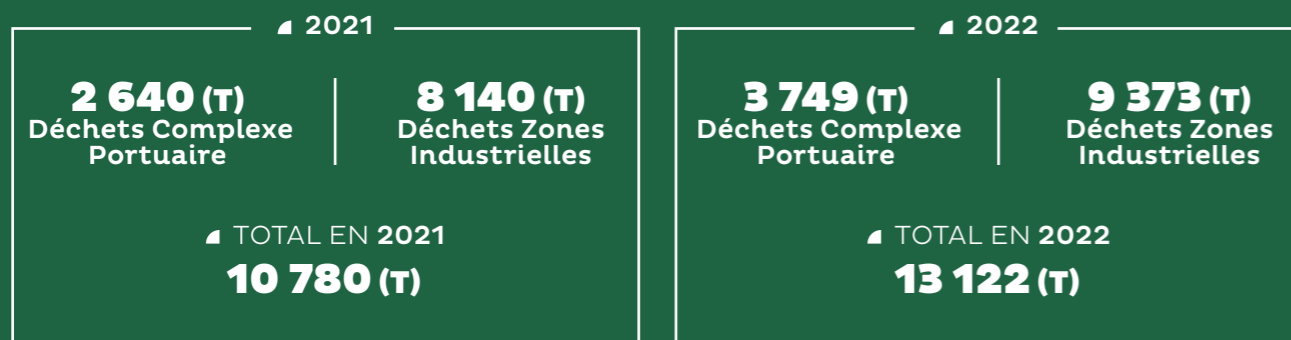 2021
2 640 (T)
Déchets Complexe
Portuaire
8 140 (T)
Déchets Zones
Industrielles
TOTAL EN 2021
10 780 (T)
2022
3 749 (T)
Déchets Complexe
Portuaire
9 373 (T)
Déchets Zones
Industrielles
TOTAL EN 2022
13 122 (T)